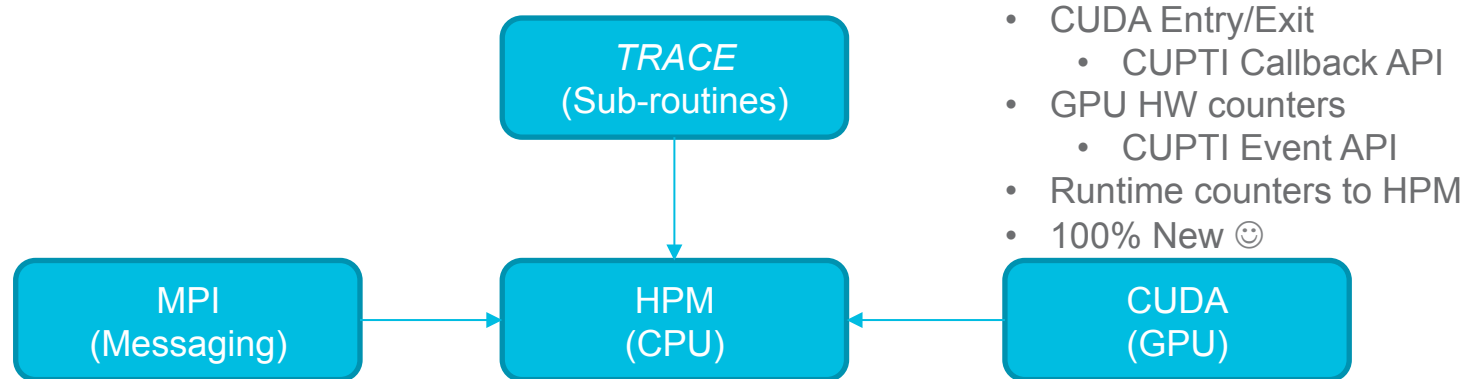 TRACE
(Sub-routines)
• CUDA Entry/Exit
• CUPTI Callback API
• GPU HW counters
• CUPTI Event API
• Runtime counters to HPM
• 100% New ☺
MPI
(Messaging)
HPM
(CPU)
CUDA
(GPU)